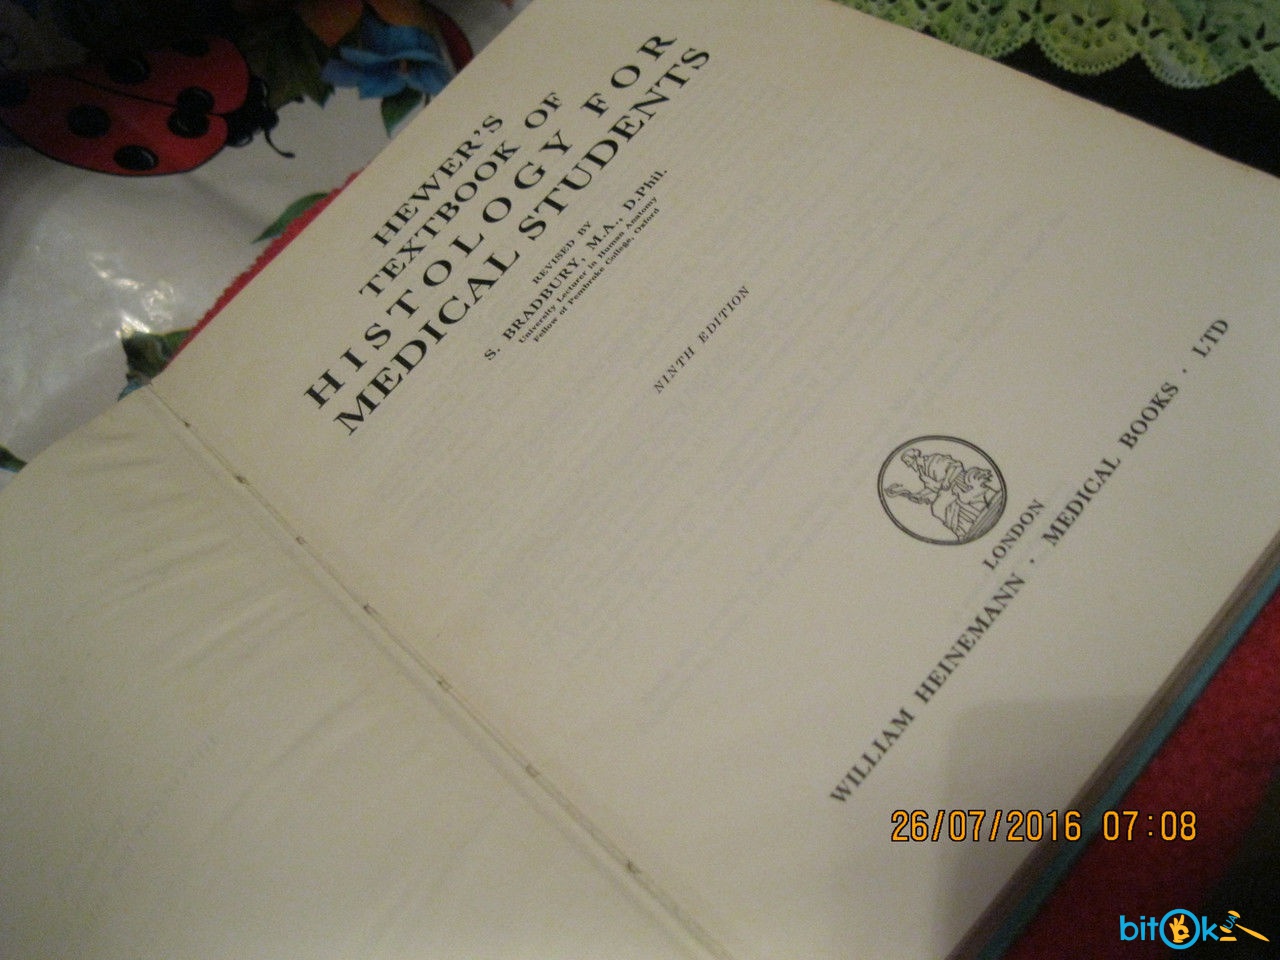 HEWER'S
TEXTBOOK OF
HISTOLOGY FOR
MEDICAL STUDENTS
REVISED BY
S. BRADBURY, M.A., D.Phil.
University Lecturer in Human Anatomy
Fellow of Pembroke College, Oxford
NINTH EDITION
LONDON
WILLIAM HEINEMANN · MEDICAL BOOKS · LTD
26/07/2016 07:08
bitOk UA